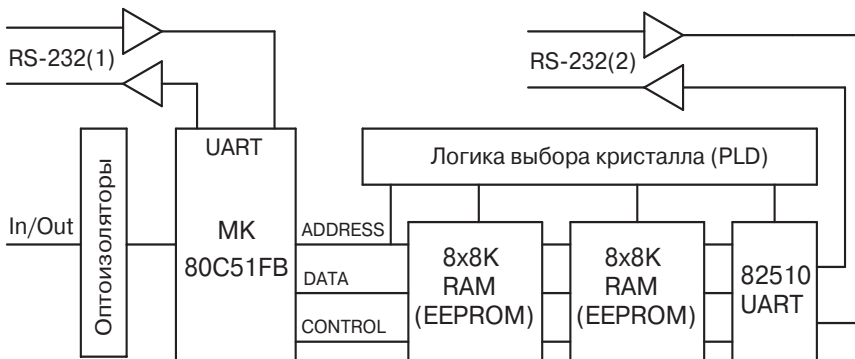 RS-232(1)
RS-232(2)
UART
Логика выбора кристалла (PLD)
Оптоизоляторы
In/Out
МК
80C51FB
ADDRESS
DATA
CONTROL
8x8K
RAM
(EEPROM)
8x8K
RAM
(EEPROM)
82510
UART